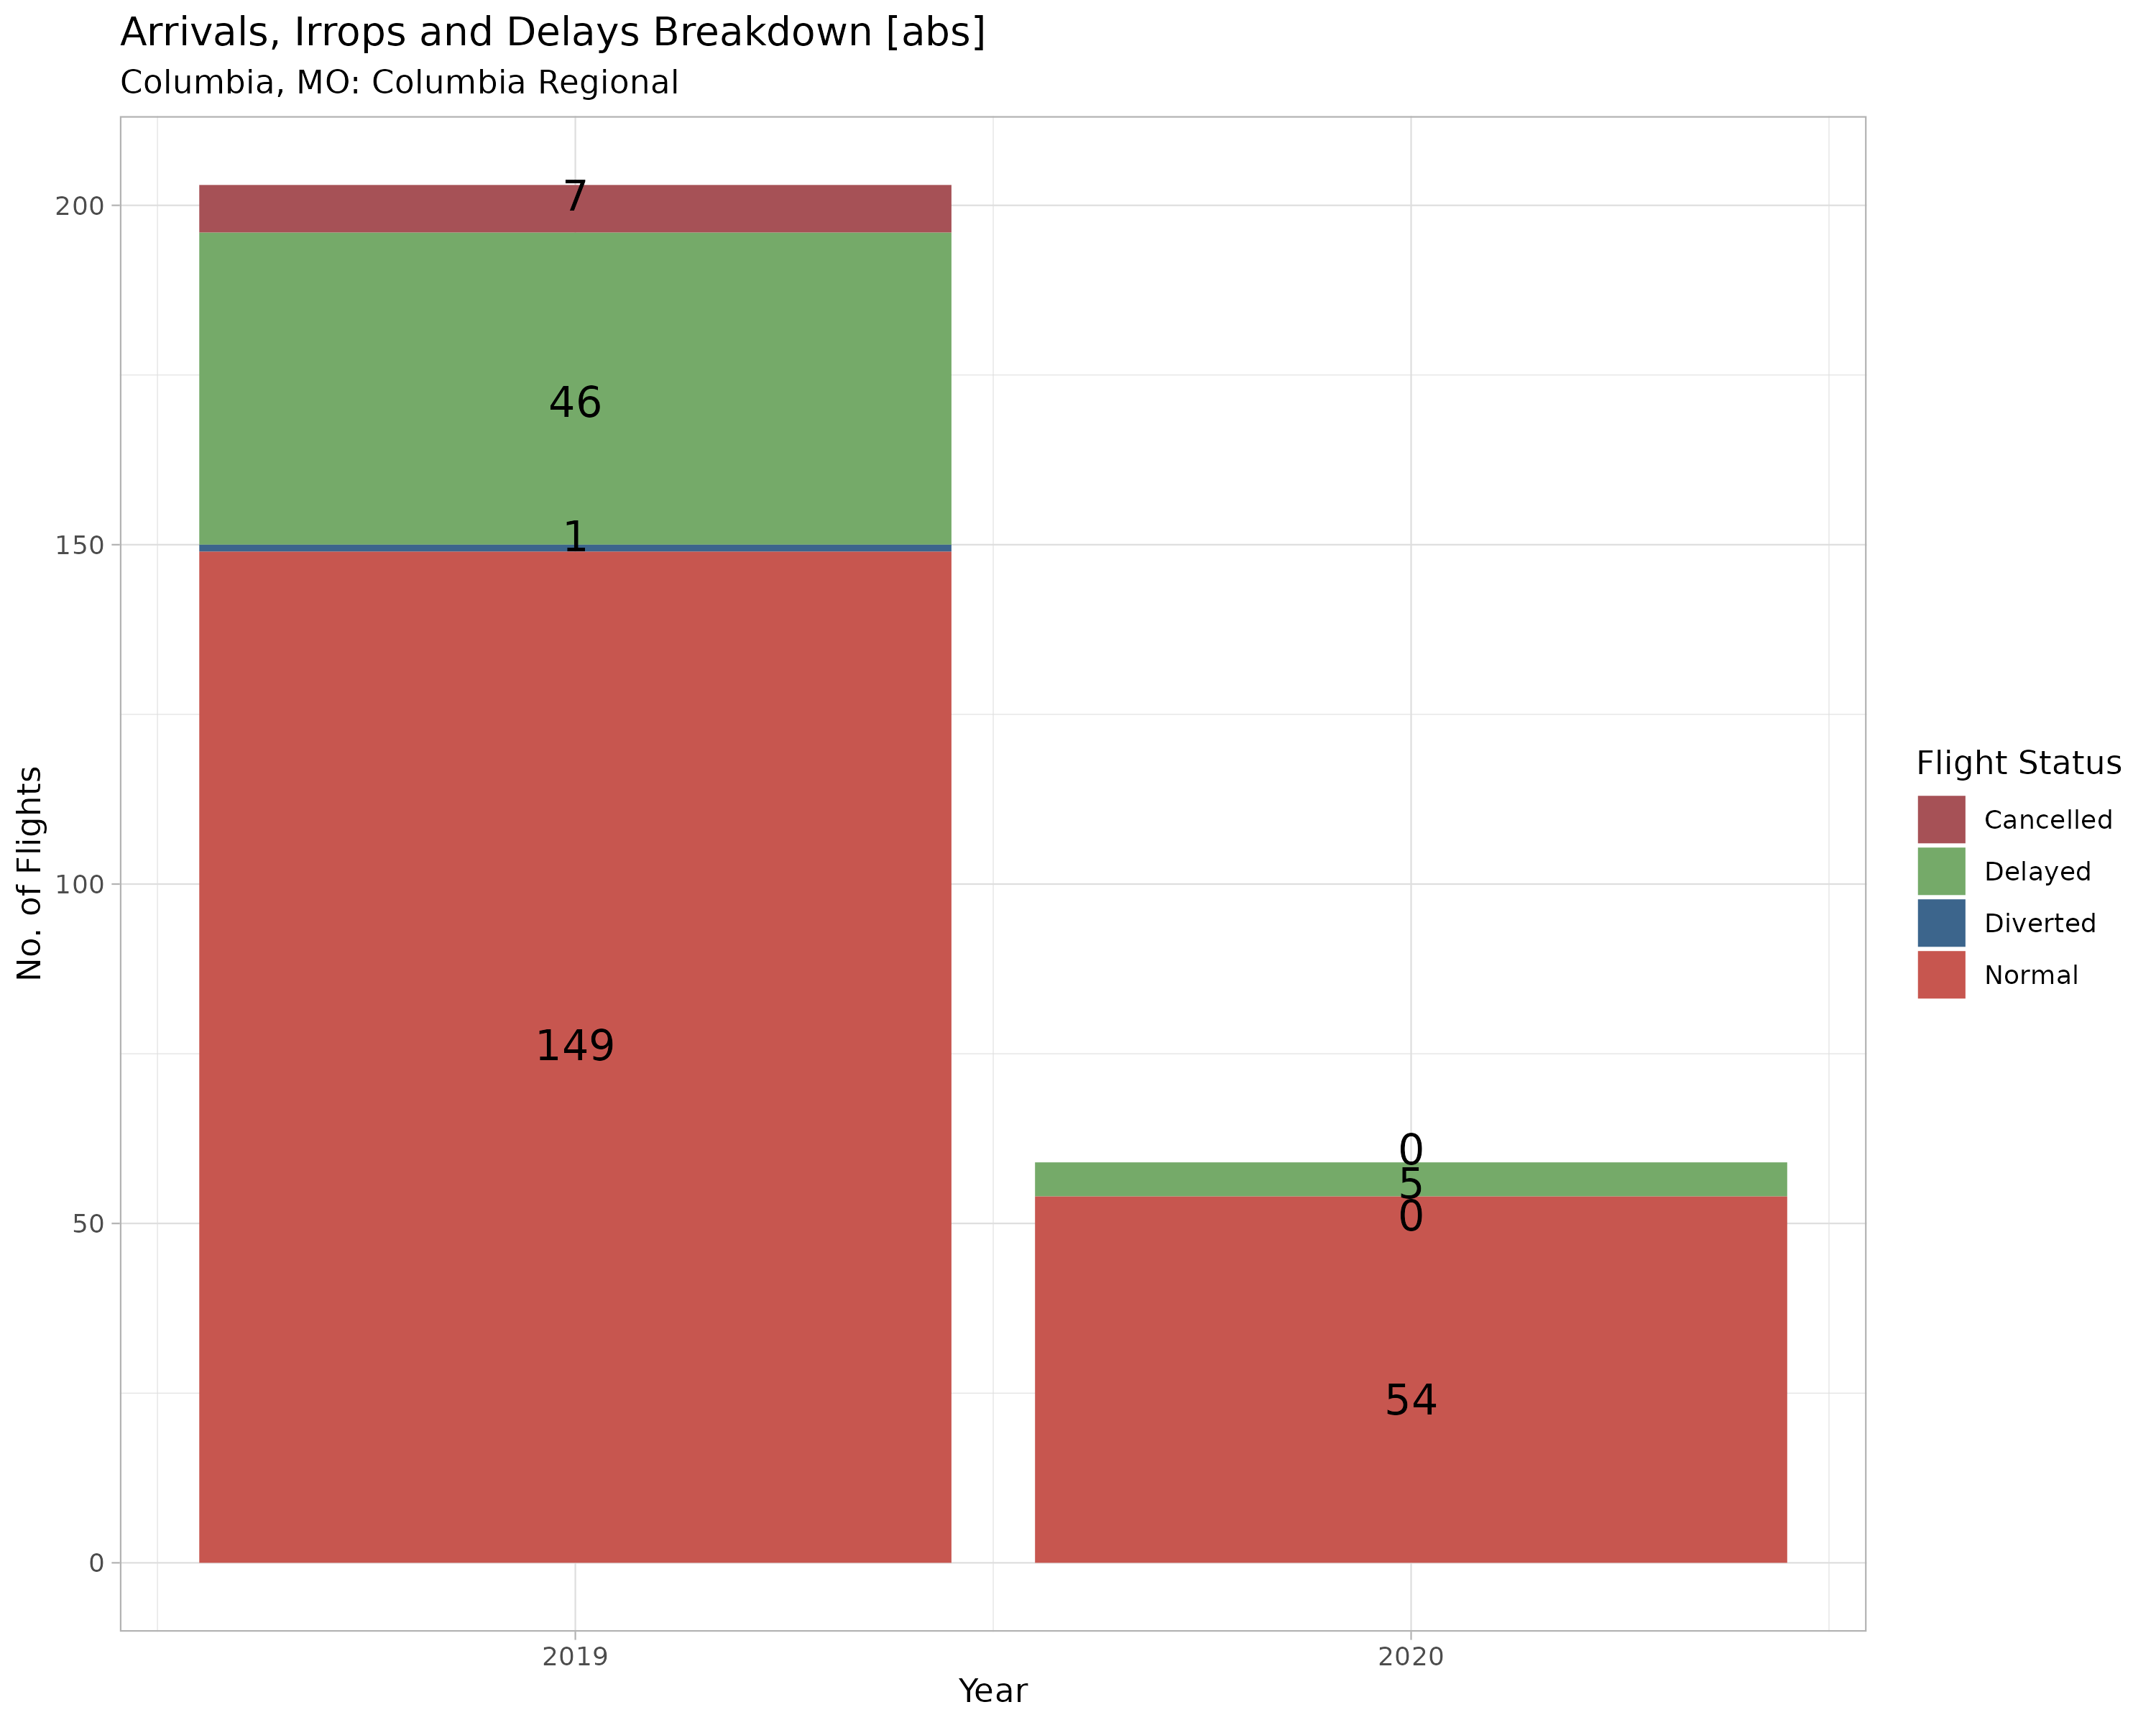 Arrivals, Irrops and Delays Breakdown [abs]
Columbia, MO: Columbia Regional
No. of Flights
200
150
100
50
0
7
46
1
149
0
5
0
54
2019
2020
Year
Flight Status
Cancelled
Delayed
Diverted
Normal